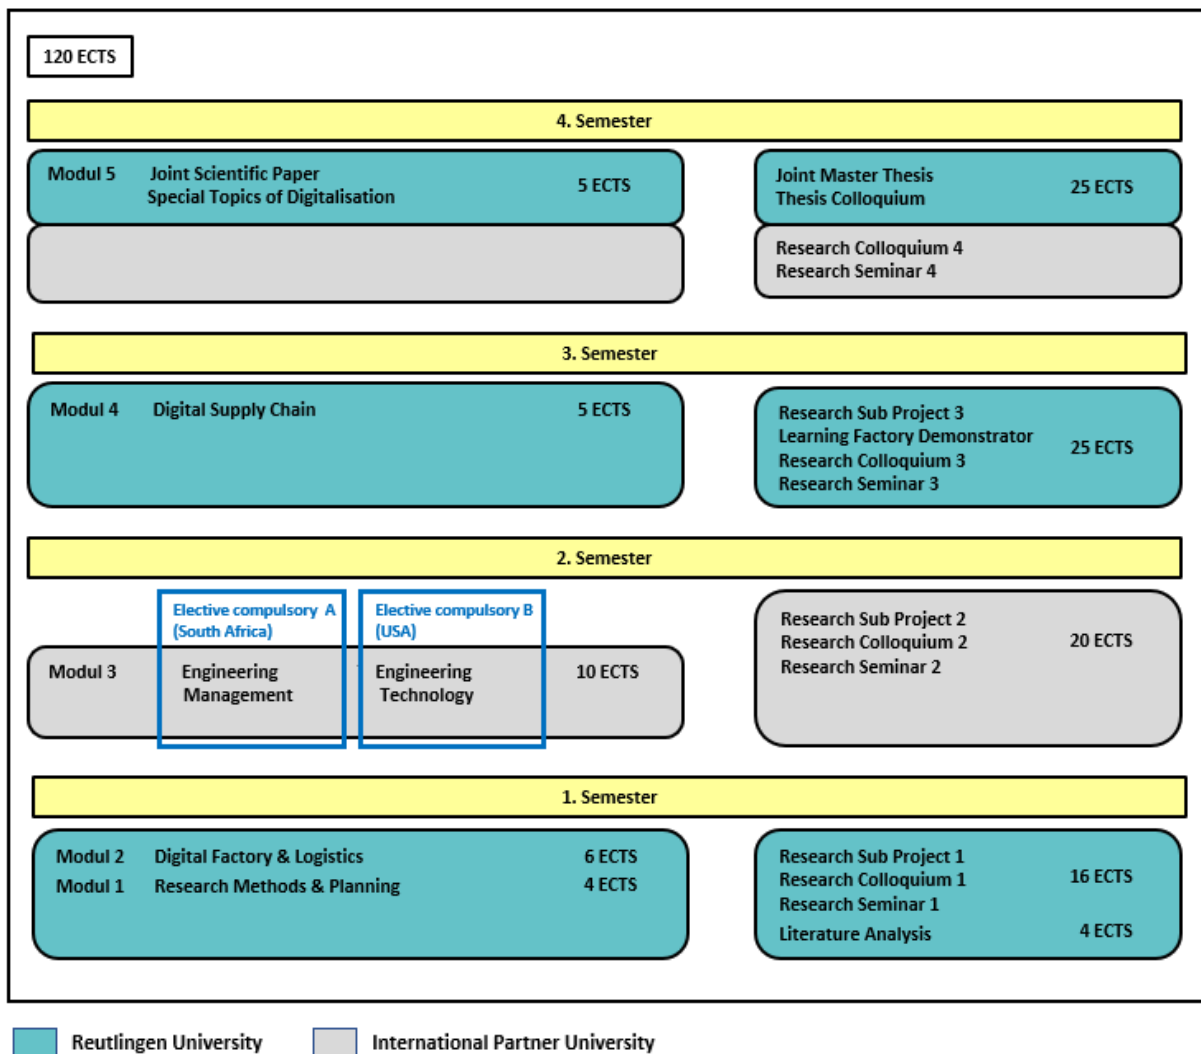 120 ECTS
4. Semester
Modul 5 Joint Scientific Paper 5 ECTS
Special Topics of Digitalisation
Joint Master Thesis 25 ECTS
Thesis Colloquium
Research Colloquium 4
Research Seminar 4
3. Semester
Modul 4 Digital Supply Chain 5 ECTS
Research Sub Project 3
Learning Factory Demonstrator
25 ECTS
Research Colloquium 3
Research Seminar 3
2. Semester
Elective compulsory A
(South Africa)
Elective compulsory B
(USA)
Modul 3 Engineering Engineering 10 ECTS
Management Technology
Research Sub Project 2
Research Colloquium 2 20 ECTS
Research Seminar 2
1. Semester
Modul 2 Digital Factory & Logistics 6 ECTS
Modul 1 Research Methods & Planning 4 ECTS
Research Sub Project 1
Research Colloquium 1 16 ECTS
Research Seminar 1
Literature Analysis 4 ECTS
Reutlingen University International Partner University